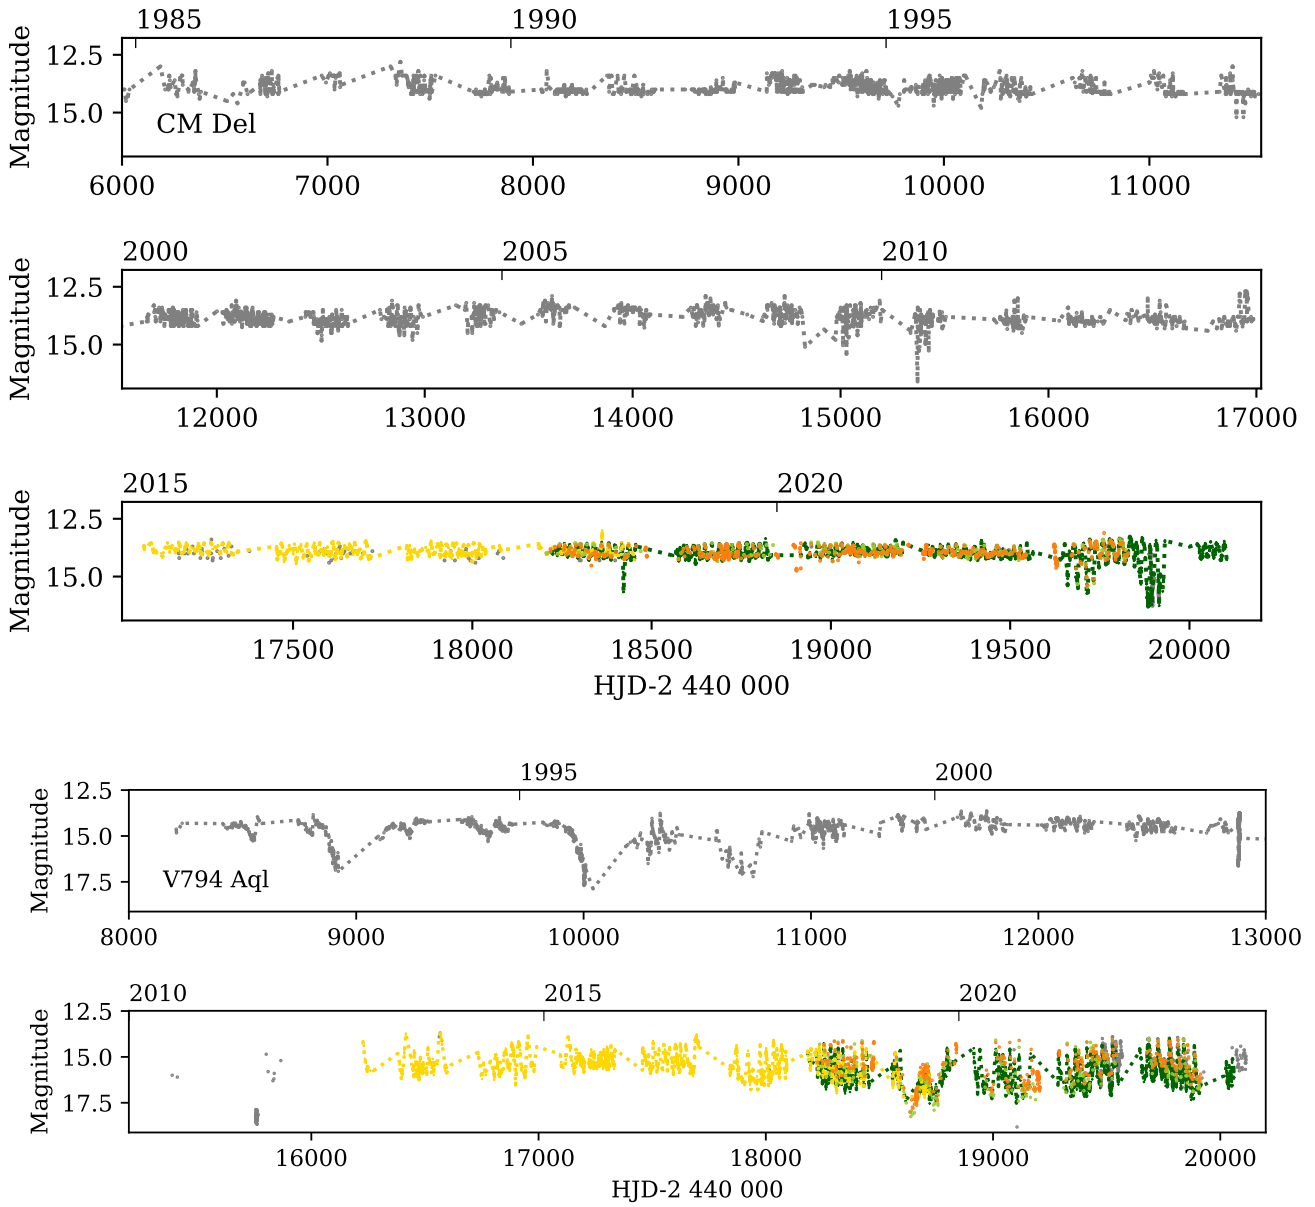 1985 1990 1995
12.5
15.0
Magnitude
CM Del
6000 7000 8000 9000 10000 11000
2000 2005 2010
12.5
15.0
Magnitude
12000 13000 14000 15000 16000 17000
2015 2020
12.5
15.0
Magnitude
17500 18000 18500 19000 19500 20000
HJD-2 440 000
1995 2000
12.5
15.0
17.5
Magnitude
V794 Aql
8000 9000 10000 11000 12000 13000
2010 2015 2020
12.5
15.0
17.5
Magnitude
16000 17000 18000 19000 20000
HJD-2 440 000